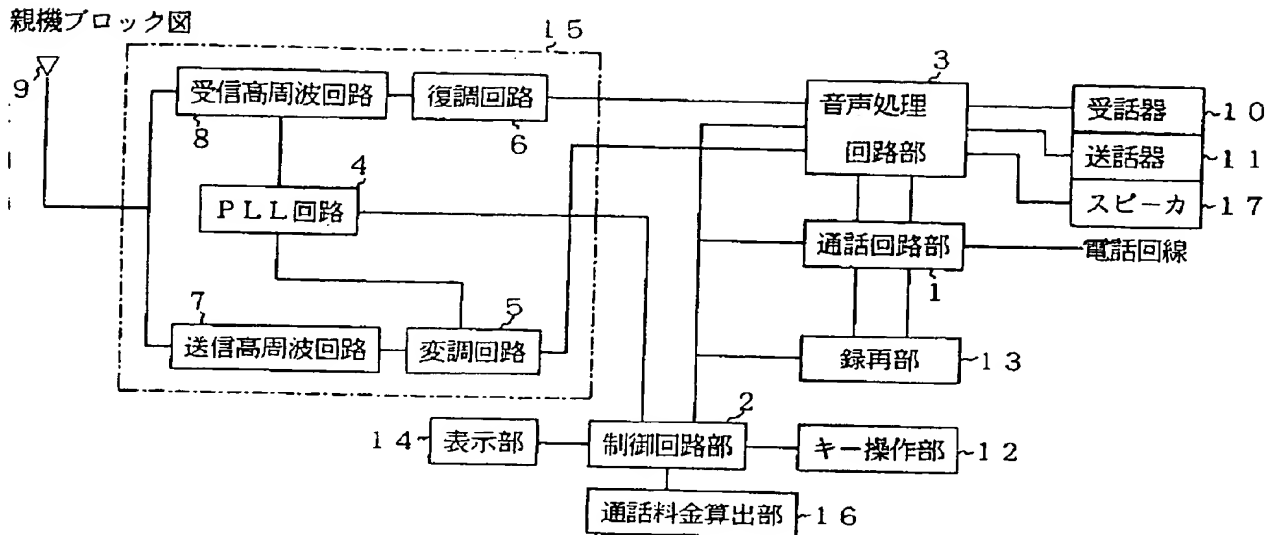 親機ブロック図
15
9
受信高周波回路
8
復調回路
6
4
PLL回路
7
送信高周波回路
5
変調回路
3
音声処理
回路部
受話器
10
送話器
11
スピーカ
17
通話回路部
1
電話回線
録再部
13
2
14
表示部
制御回路部
キー操作部
12
通話料金算出部
16